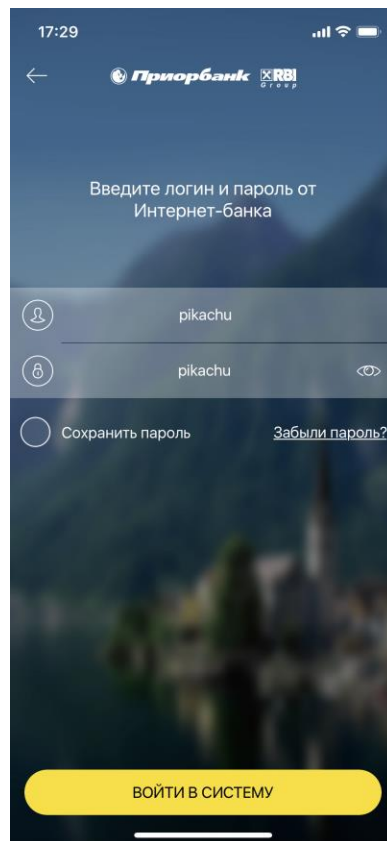 17:29
Приорбанк RBI
Group
Введите логин и пароль от
Интернет-банка
pikachu
pikachu
Сохранить пароль Забыли пароль?
ВОЙТИ В СИСТЕМУ